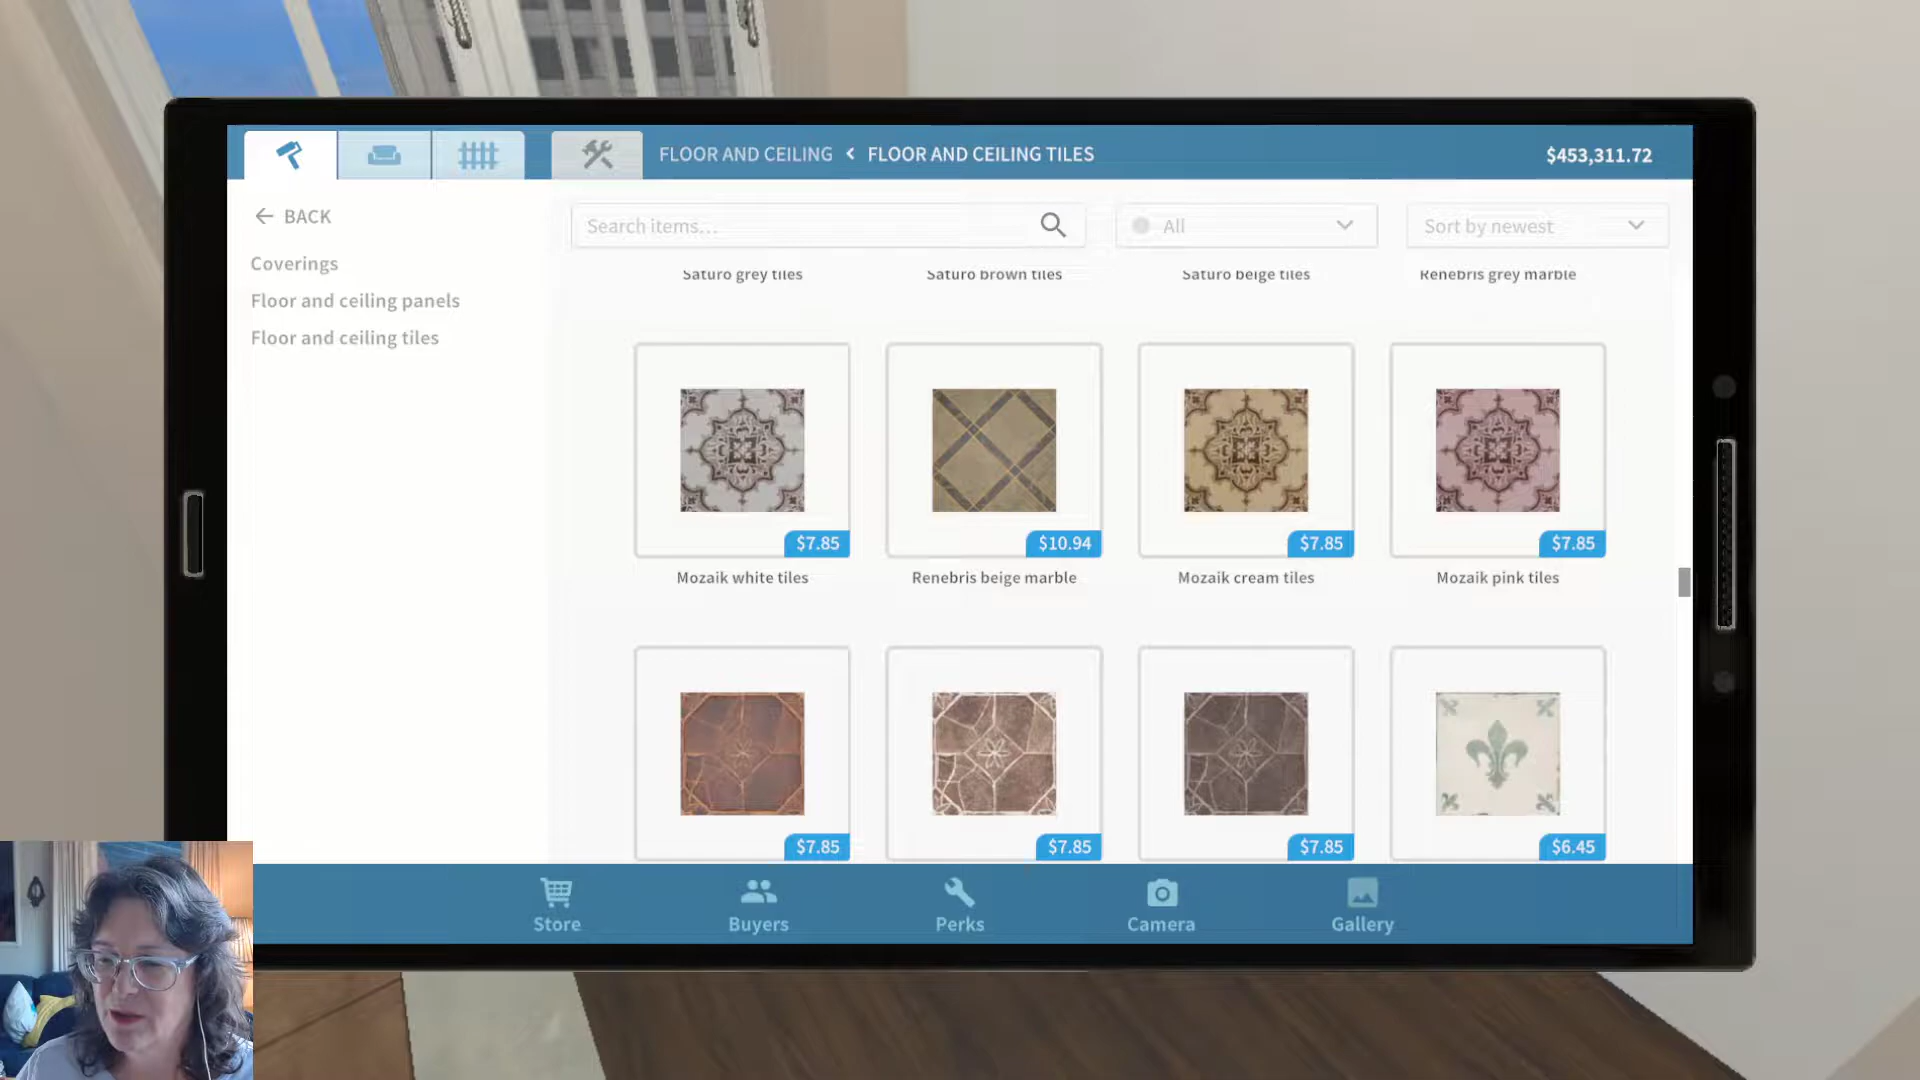 FLOOR AND CEILING < FLOOR AND CEILING TILES
$453,311.72
BACK
Coverings
Floor and ceiling panels
Floor and ceiling tiles
Search items...
All
Sort by newest
Saturo grey tiles
Saturo brown tiles
Saturo beige tiles
Renebris grey marble
$7.85
$10.94
$7.85
$7.85
Mozaik white tiles
Renebris beige marble
Mozaik cream tiles
Mozaik pink tiles
$7.85
$7.85
$7.85
$6.45
Store
Buyers
Perks
Camera
Gallery